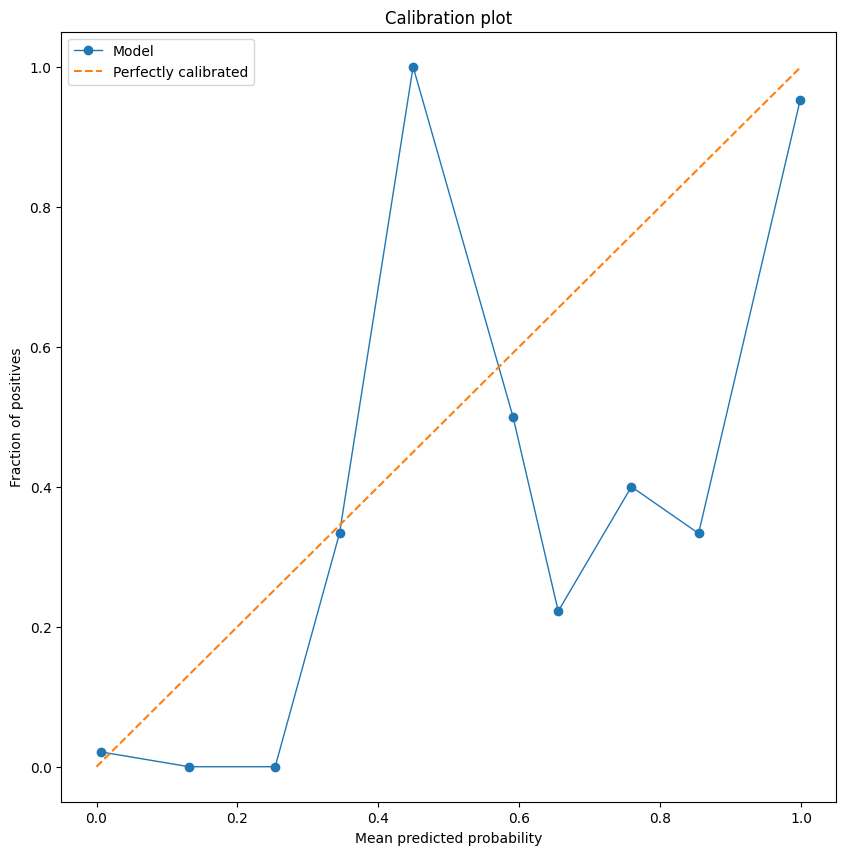 Calibration plot
Model
Perfectly calibrated
1.0
0.8
0.6
0.4
0.2
0.0
Fraction of positives
0.0 0.2 0.4 0.6 0.8 1.0
Mean predicted probability